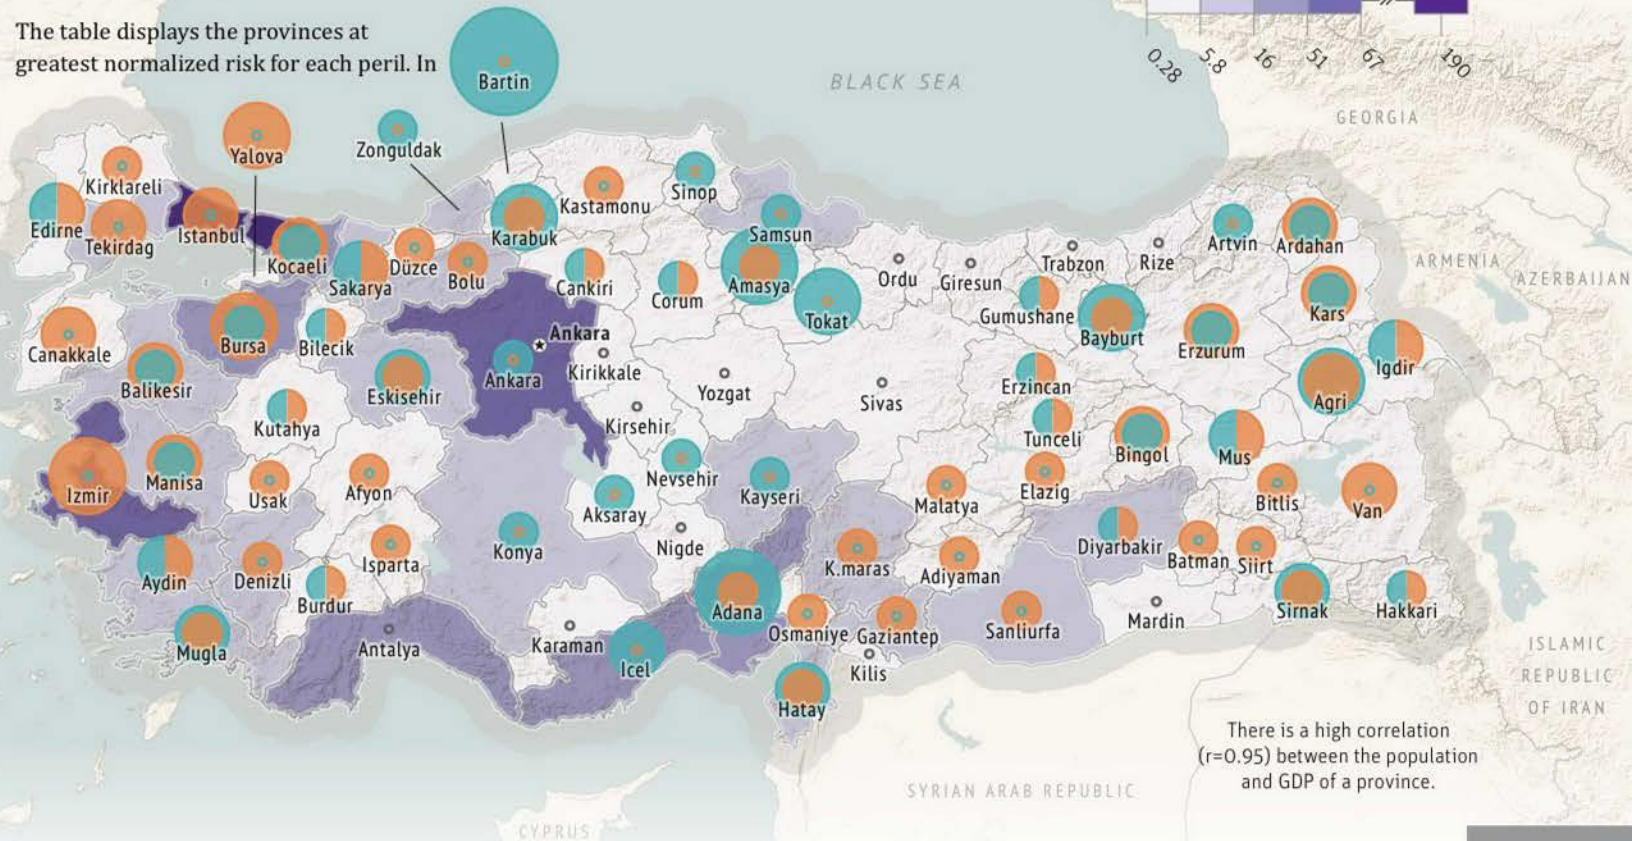 The table displays the provinces at
greatest normalized risk for each peril. In
Bartin
BLACK SEA
0.28
5.8
16
51
67
190
GEORGIA
Yalova
Zonguldak
Kirklareli
Kastamonu
Sinop
Edirne
Tekirdag
Istanbul
Karabuk
Samsun
Artvin
Ardahan
Kocaeli
Sakarya
Düzce
Bolu
Cankiri
Corum
Amasya
Tokat
Ordu
Giresun
Trabzon
Rize
ARMENIA
AZERBAIJAN
Gumushane
Bayburt
Kars
Canakkale
Bursa
Bilecik
Ankara
Ankara
Kirikkale
Erzurum
Igdir
Balikesir
Eskisehir
Yozgat
Sivas
Erzincan
Agri
Kutahya
Kirsehir
Tunceli
Bingol
Mus
Izmir
Manisa
Usak
Afyon
Nevsehir
Kayseri
Aksaray
Malatya
Elazig
Bitlis
Van
Konya
Nigde
Isparta
Diyarbakir
Batman
Siirt
Aydin
Denizli
Burdur
K.maras
Adiyaman
Adana
Sirnak
Hakkari
Mugla
Antalya
Karaman
Icel
Osmaniye
Gaziantep
Sanliurfa
Mardin
Kilis
Hatay
ISLAMIC
REPUBLIC
OF IRAN
There is a high correlation
(r=0.95) between the population
and GDP of a province.
SYRIAN ARAB REPUBLIC
CYPRUS